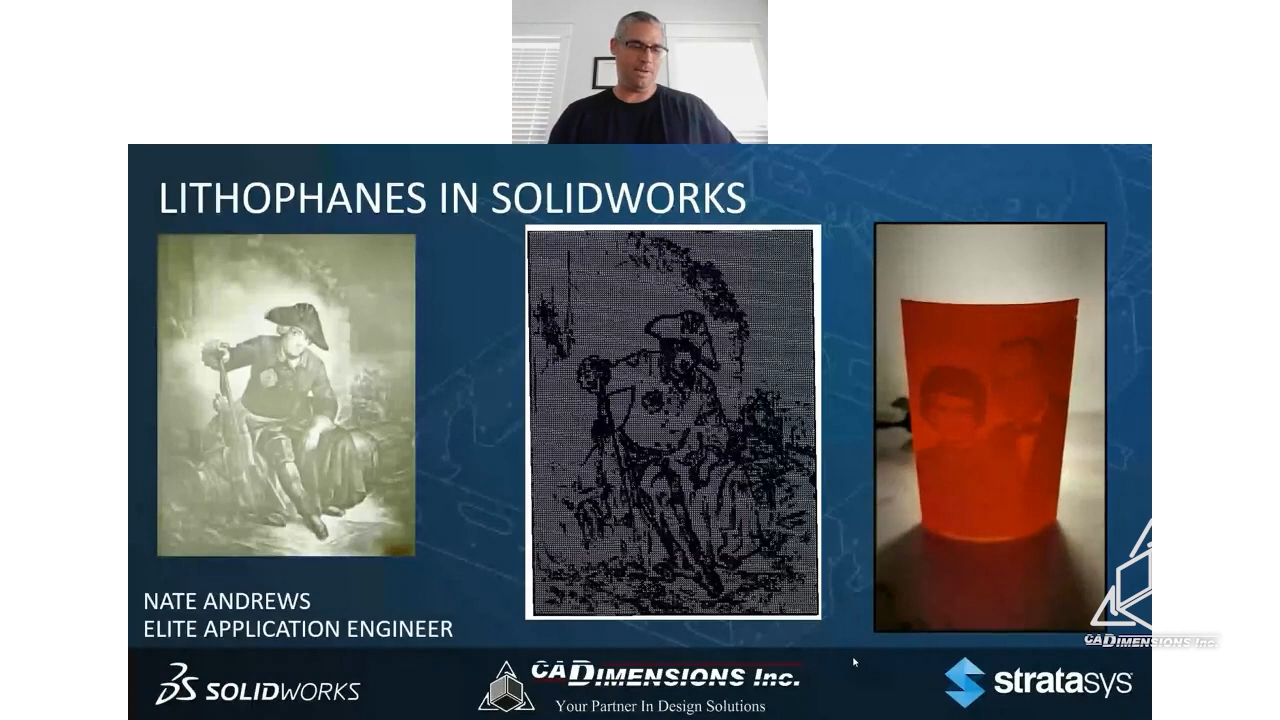 LITHOPHANES IN SOLIDWORKS
NATE ANDREWS
ELITE APPLICATION ENGINEER
SOLIDWORKS
CADIMENSIONS INC.
Your Partner In Design Solutions
stratasys
CADIMENSIONS INC.